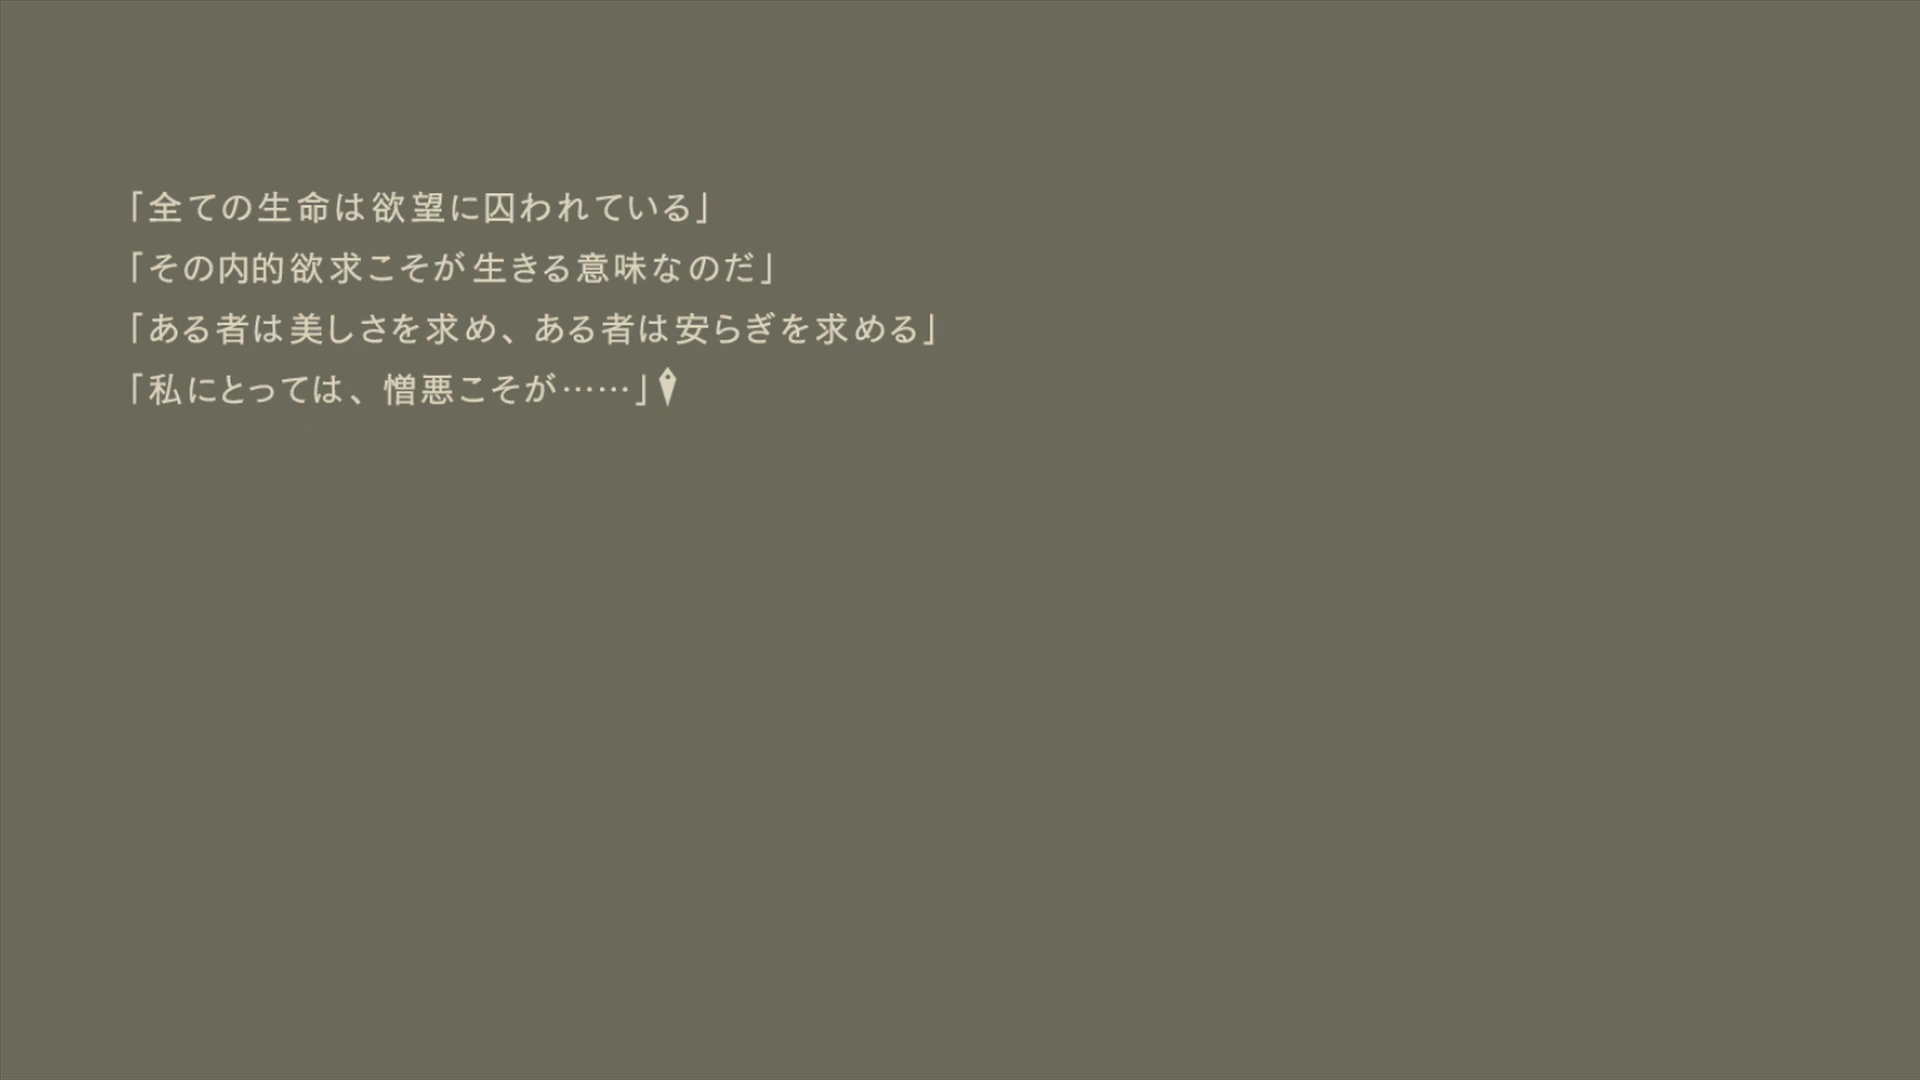 「全ての生命は欲望に囚われている」
「その内的欲求こそが生きる意味なのだ」
「ある者は美しさを求め、ある者は安らぎを求める」
「私にとっては、憎悪こそが……」